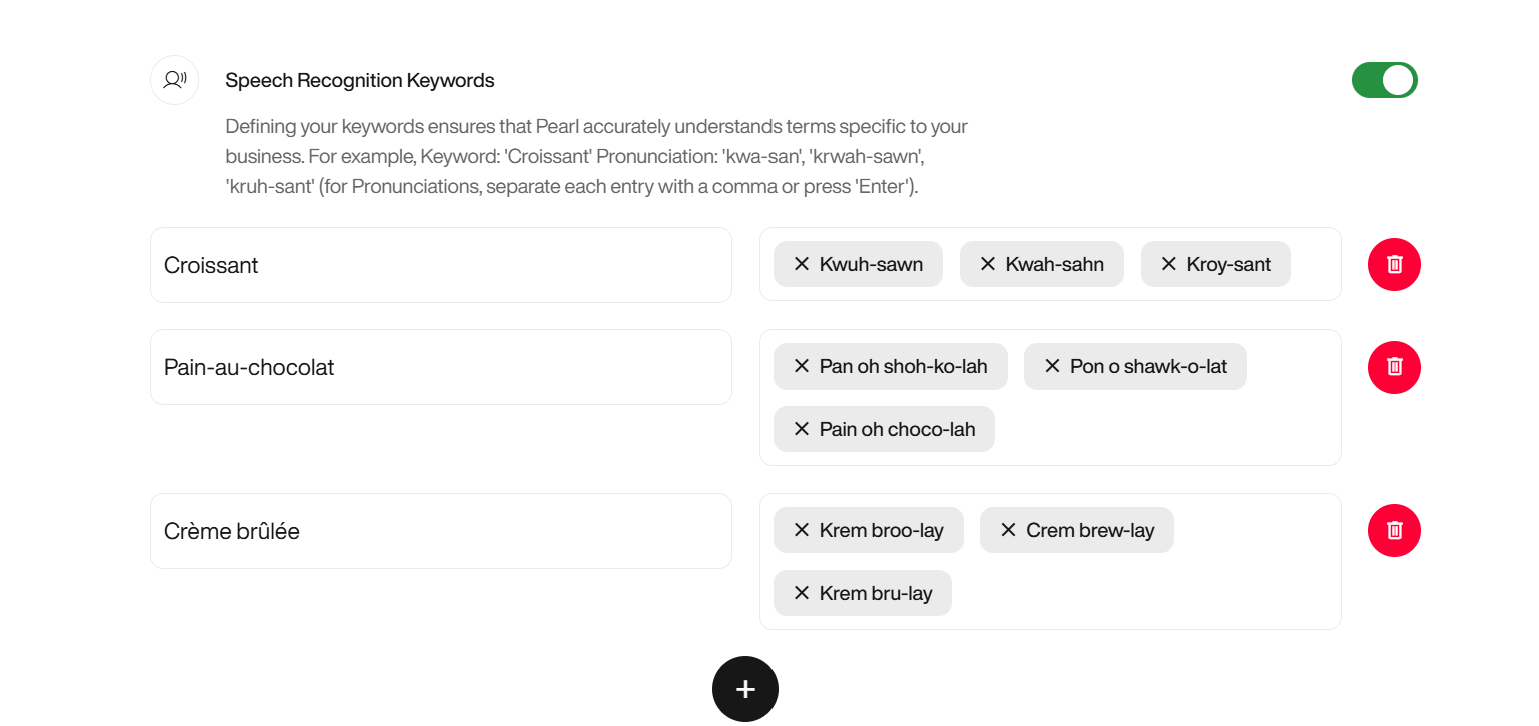 Speech Recognition Keywords
Defining your keywords ensures that Pearl accurately understands terms specific to your
business. For example, Keyword: 'Croissant' Pronunciation: 'kwa-san', 'krwah-sawn',
'kruh-sant' (for Pronunciations, separate each entry with a comma or press 'Enter').
Croissant
Kwuh-sawn Kwah-sahn Kroy-sant
Pain-au-chocolat
Pan oh shoh-ko-lah Pon o shawk-o-lat
Pain oh choco-lah
Crème brûlée
Krem broo-lay Crem brew-lay
Krem bru-lay